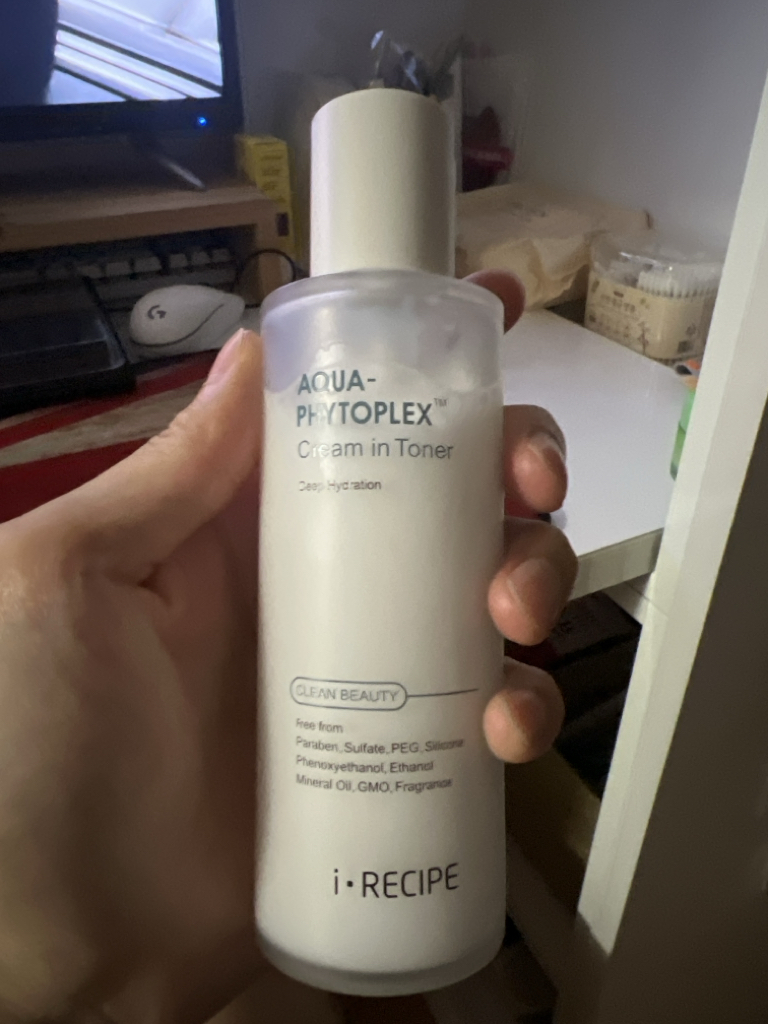 AQUA-
PHYTOPLEX™
Cream in Toner
Deep Hydration
CLEAN BEAUTY
Free from
Paraben, Sulfate, PEG, Silicone
Phenoxyethanol, Ethanol
Mineral Oil, GMO, Fragrance
i·RECIPE